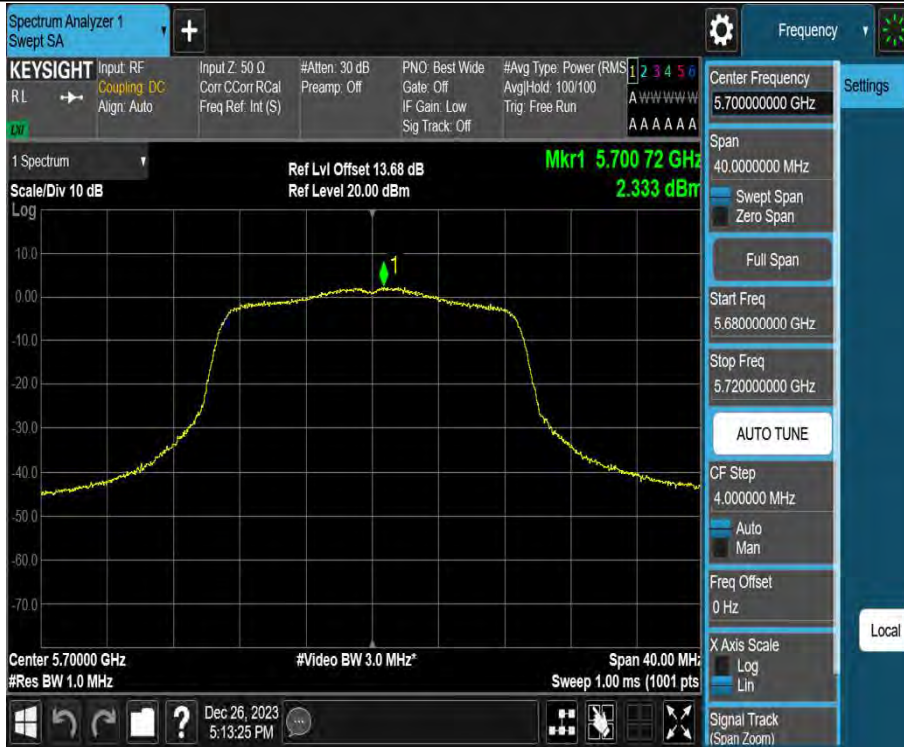 Spectrum Analyzer 1
Swept SA
+
Frequency
KEYSIGHT
RL
LXI
Input: RF
Coupling: DC
Align: Auto
Input Z: 50 Ω
Corr CCorr RCal
Freq Ref: Int (S)
#Atten: 30 dB
Preamp: Off
PNO: Best Wide
Gate: Off
IF Gain: Low
Sig Track: Off
#Avg Type: Power (RMS
Avg|Hold: 100/100
Trig: Free Run
1 2 3 4 5 6
A W W W W W
A A A A A A
1 Spectrum
Scale/Div 10 dB
Log
Ref Lvl Offset 13.68 dB
Ref Level 20.00 dBm
Mkr1 5.700 72 GHz
2.333 dBm
1
10.0
0.00
-10.0
-20.0
-30.0
-40.0
-50.0
-60.0
-70.0
Center 5.70000 GHz
#Res BW 1.0 MHz
#Video BW 3.0 MHz*
Span 40.00 MHz
Sweep 1.00 ms (1001 pts
Dec 26, 2023
5:13:25 PM
?
Center Frequency
5.700000000 GHz
Settings
Span
40.0000000 MHz
Swept Span
Zero Span
Full Span
Start Freq
5.680000000 GHz
Stop Freq
5.720000000 GHz
AUTO TUNE
CF Step
4.000000 MHz
Auto
Man
Freq Offset
0 Hz
X Axis Scale
Log
Lin
Local
Signal Track
(Span Zoom)